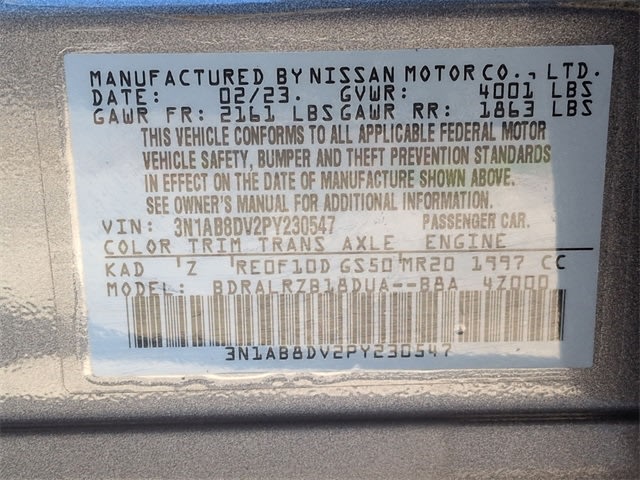 MANUFACTURED BY NISSAN MOTOR CO., LTD.
DATE: 02/23. GVWR: 4001 LBS
GAWR FR: 2161 LBS GAWR RR: 1863 LBS
THIS VEHICLE CONFORMS TO ALL APPLICABLE FEDERAL MOTOR
VEHICLE SAFETY, BUMPER AND THEFT PREVENTION STANDARDS
IN EFFECT ON THE DATE OF MANUFACTURE SHOWN ABOVE.
SEE OWNER'S MANUAL FOR ADDITIONAL INFORMATION.
VIN: 3N1AB8DV2PY230547 PASSENGER CAR.
COLOR TRIM TRANS AXLE ENGINE
KAD Z RE0F10D GS50 MR20 1997 CC
MODEL: BDRALRZB18DUA--B8A 4Z000
3N1AB8DV2PY230547